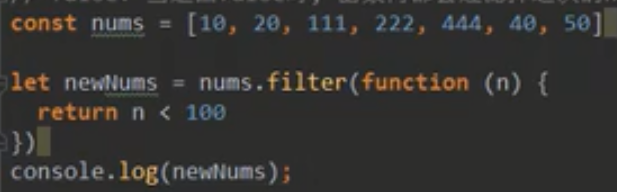 const nums = [10, 20, 111, 222, 444, 40, 50]
let newNums = nums.filter(function (n) {
return n < 100
})
console.log(newNums);